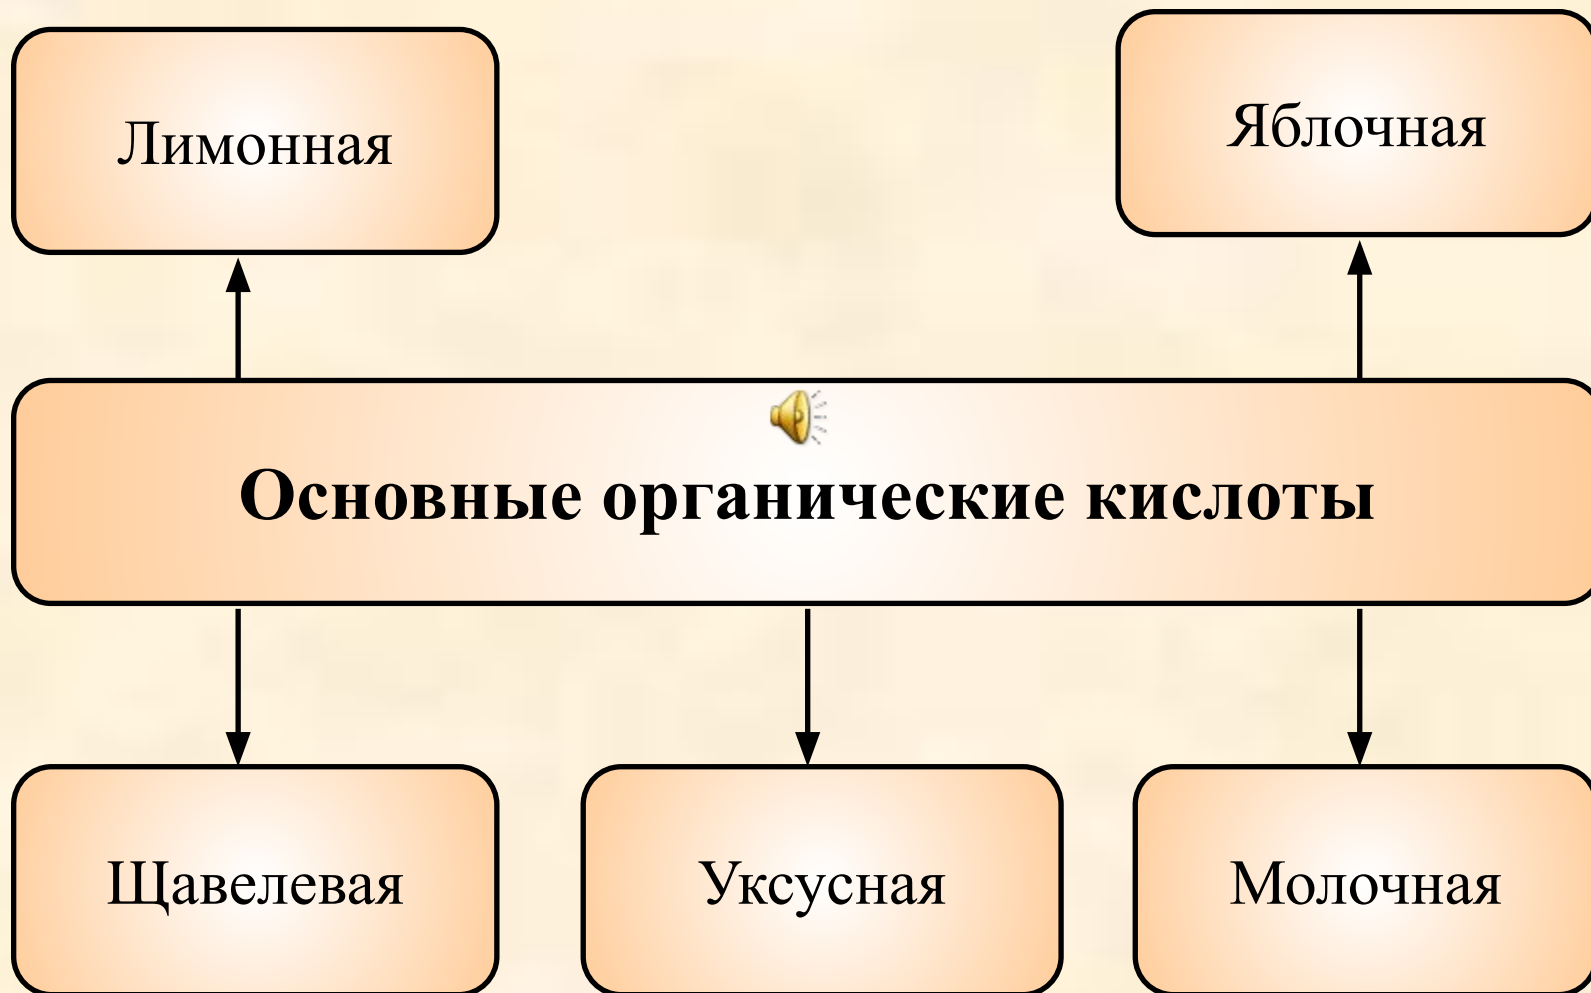 Лимонная
Яблочная
Основные органические кислоты
Щавелевая
Уксусная
Молочная